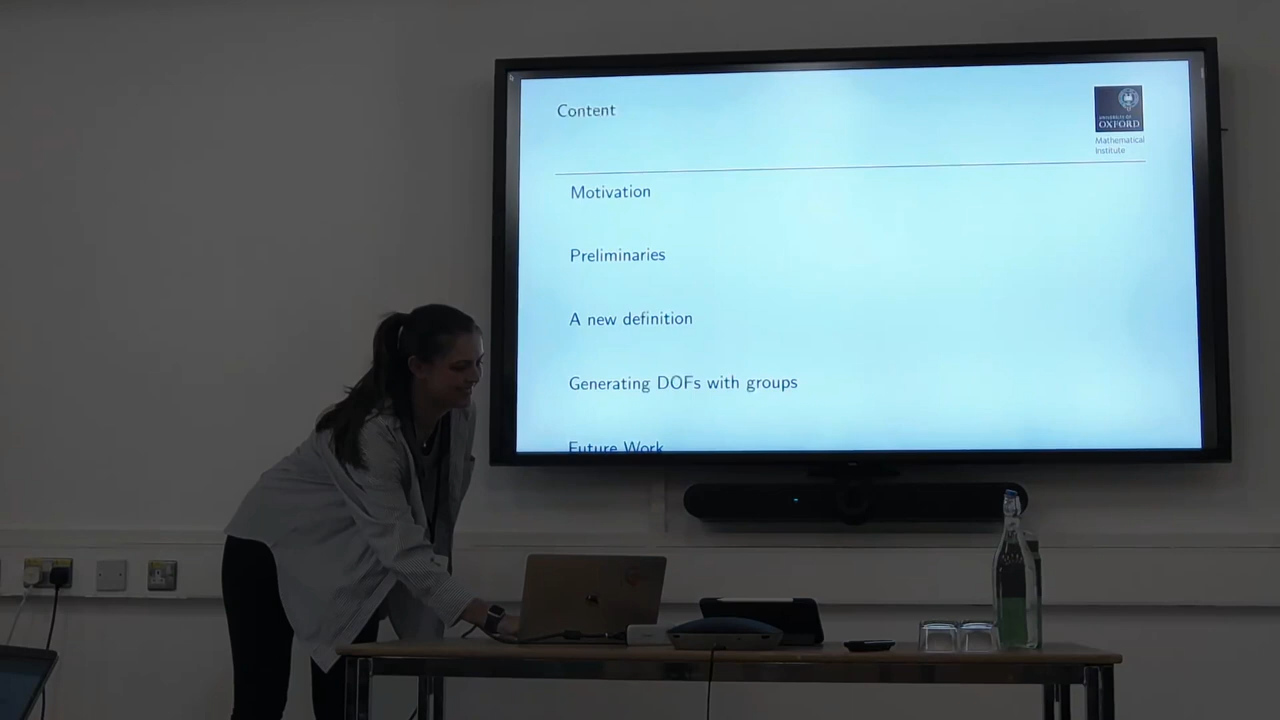 Content
UNIVERSITY OF
OXFORD
Mathematical
Institute
Motivation
Preliminaries
A new definition
Generating DOFs with groups
Future Work